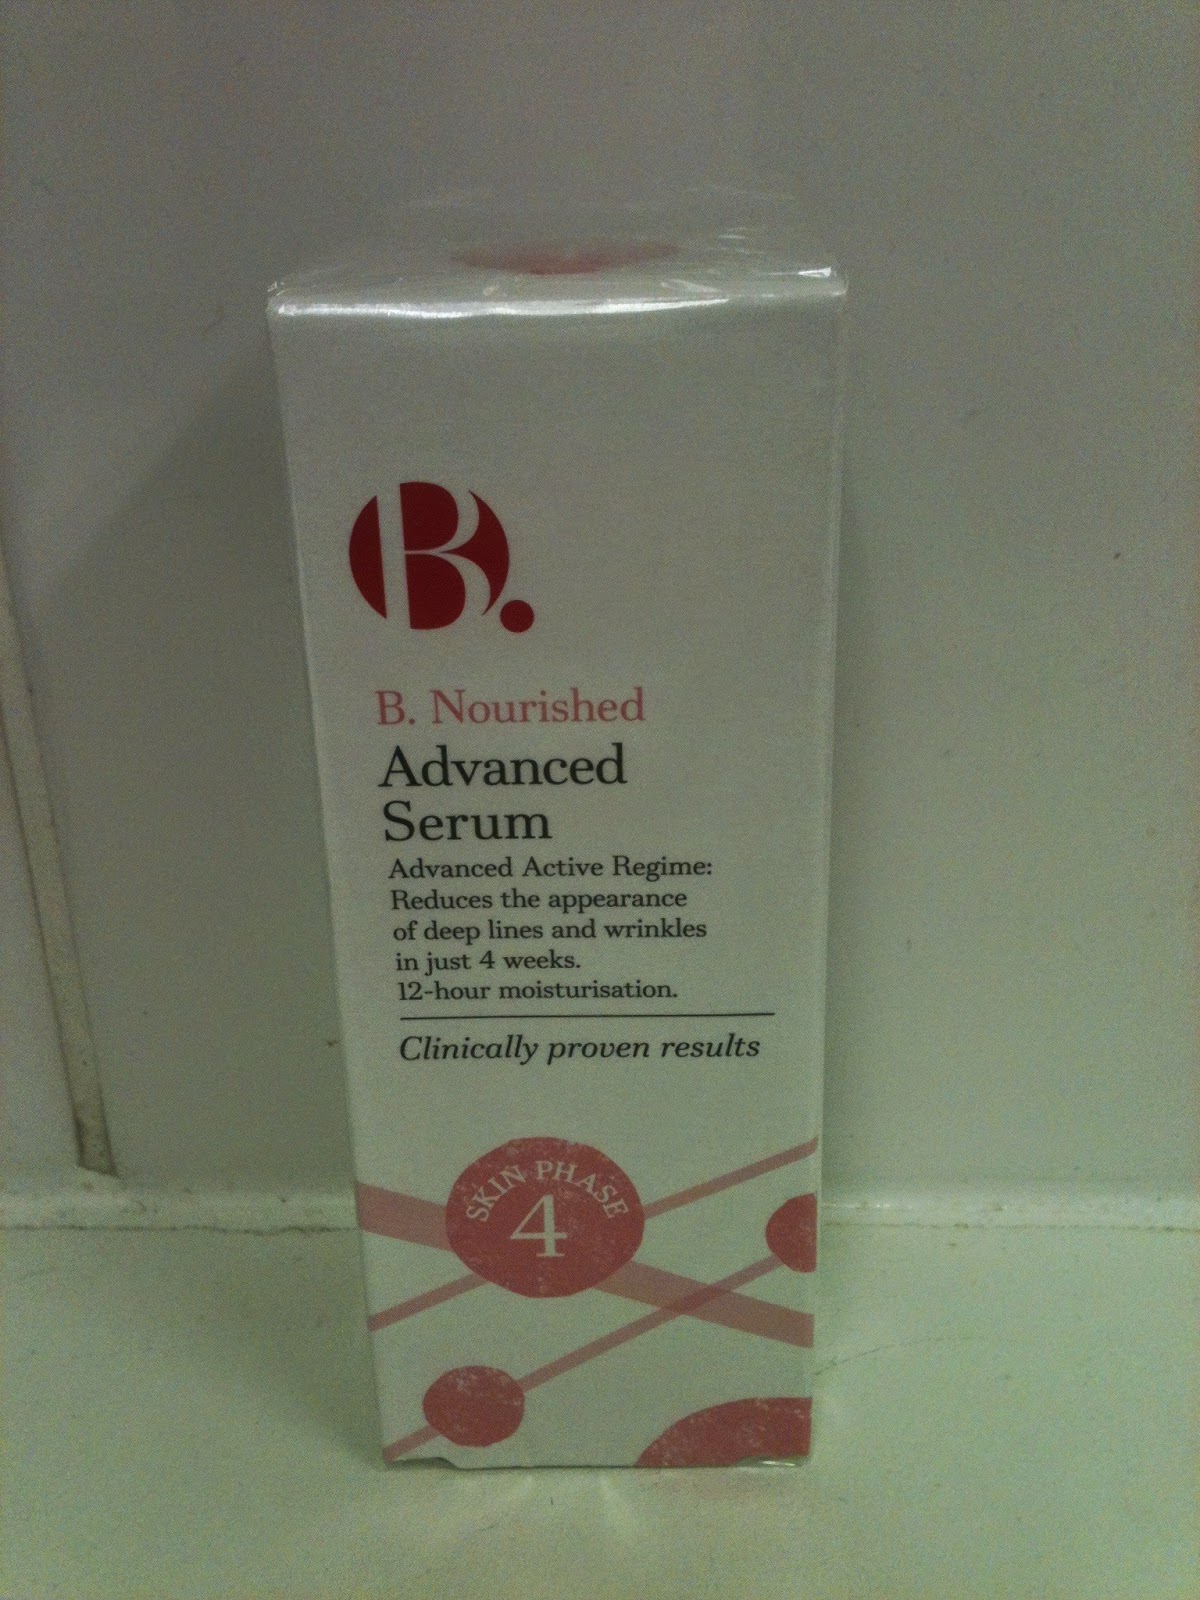 B.
B. Nourished
Advanced
Serum
Advanced Active Regime:
Reduces the appearance
of deep lines and wrinkles
in just 4 weeks.
12-hour moisturisation.
Clinically proven results
SKIN PHASE
4